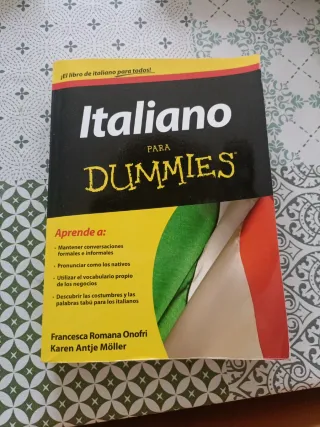 ¡El libro de italiano para todos!
Italiano
PARA
DUMMIES®
Aprende a:
• Mantener conversaciones
formales e informales
• Pronunciar como los nativos
• Utilizar el vocabulario propio
de los negocios
• Descubrir las costumbres y las
palabras tabú para los italianos
Francesca Romana Onofri
Karen Antje Möller